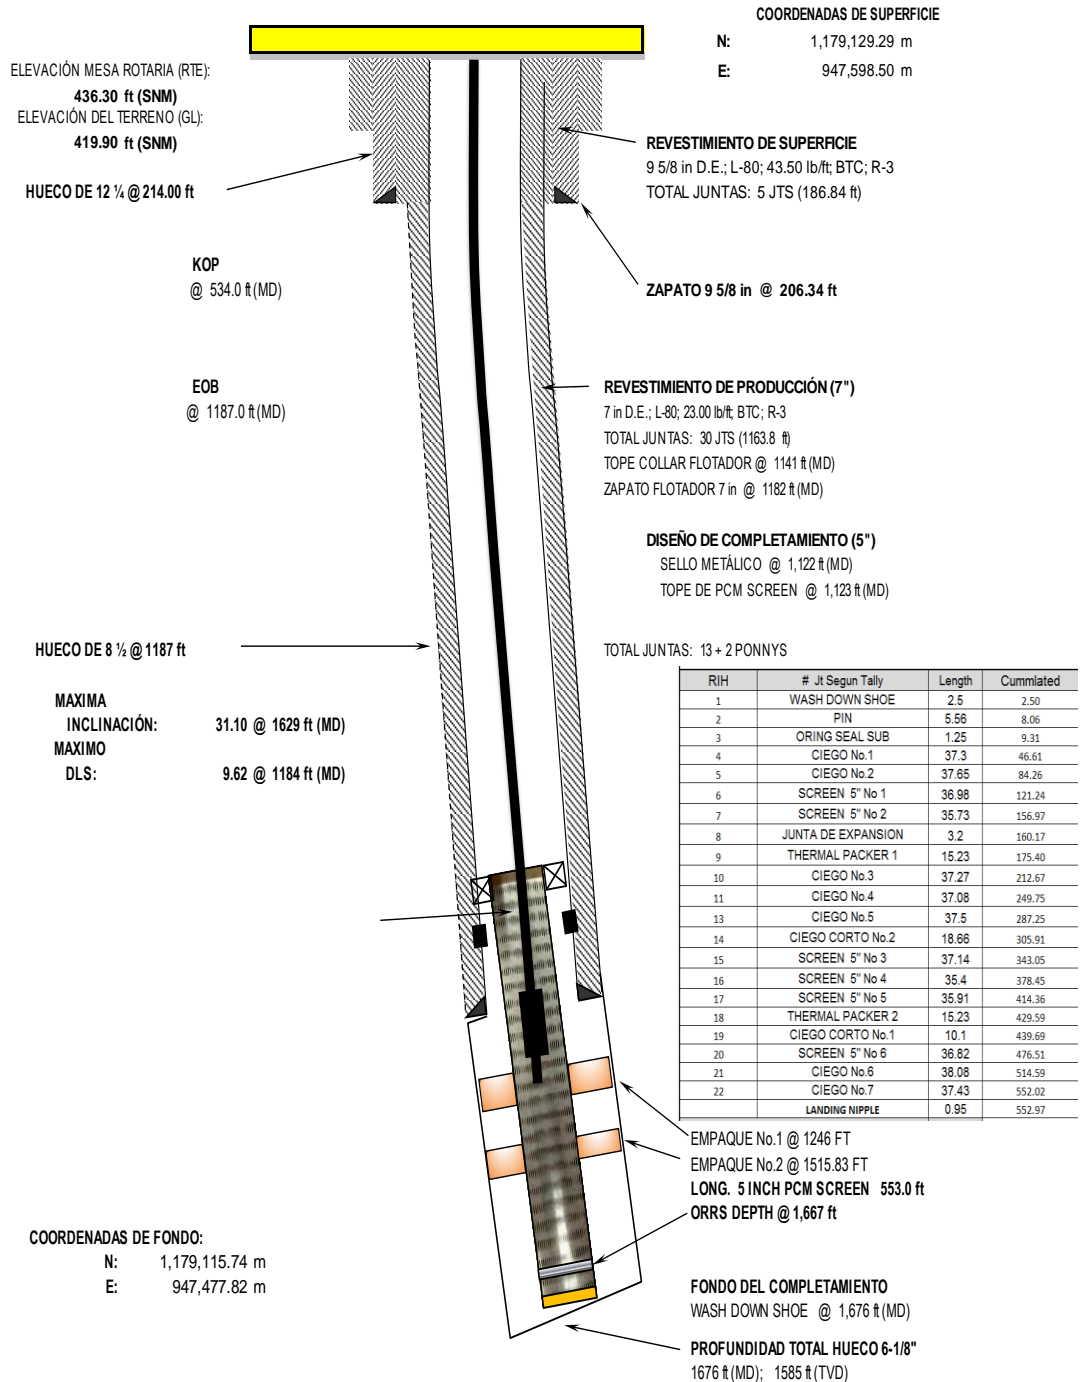 COORDENADAS DE SUPERFICIE
N: 1,179,129.29 m
E: 947,598.50 m
ELEVACIÓN MESA ROTARIA (RTE):
436.30 ft (SNM)
ELEVACIÓN DEL TERRENO (GL):
419.90 ft (SNM)
HUECO DE 12 ¼ @ 214.00 ft
REVESTIMIENTO DE SUPERFICIE
9 5/8 in D.E.; L-80; 43.50 lb/ft; BTC; R-3
TOTAL JUNTAS: 5 JTS (186.84 ft)
KOP
@ 534.0 ft (MD)
ZAPATO 9 5/8 in @ 206.34 ft
EOB
@ 1187.0 ft (MD)
REVESTIMIENTO DE PRODUCCIÓN (7")
7 in D.E.; L-80; 23.00 lb/ft; BTC; R-3
TOTAL JUNTAS: 30 JTS (1163.8 ft)
TOPE COLLAR FLOTADOR @ 1141 ft (MD)
ZAPATO FLOTADOR 7 in @ 1182 ft (MD)
DISEÑO DE COMPLETAMIENTO (5")
SELLO METÁLICO @ 1,122 ft (MD)
TOPE DE PCM SCREEN @ 1,123 ft (MD)
HUECO DE 8 ½ @ 1187 ft
TOTAL JUNTAS: 13 + 2 PONNYS
MAXIMA
INCLINACIÓN: 31.10 @ 1629 ft (MD)
MAXIMO
DLS: 9.62 @ 1184 ft (MD)
RIH # Jt Segun Tally Length Cummlated
1 WASH DOWN SHOE 2.5 2.50
2 PIN 5.56 8.06
3 ORING SEAL SUB 1.25 9.31
4 CIEGO No.1 37.3 46.61
5 CIEGO No.2 37.65 84.26
6 SCREEN 5" No 1 36.98 121.24
7 SCREEN 5" No 2 35.73 156.97
8 JUNTA DE EXPANSION 3.2 160.17
9 THERMAL PACKER 1 15.23 175.40
10 CIEGO No.3 37.27 212.67
11 CIEGO No.4 37.08 249.75
13 CIEGO No.5 37.5 287.25
14 CIEGO CORTO No.2 18.66 305.91
15 SCREEN 5" No 3 37.14 343.05
16 SCREEN 5" No 4 35.4 378.45
17 SCREEN 5" No 5 35.91 414.36
18 THERMAL PACKER 2 15.23 429.59
19 CIEGO CORTO No.1 10.1 439.69
20 SCREEN 5" No 6 36.82 476.51
21 CIEGO No.6 38.08 514.59
22 CIEGO No.7 37.43 552.02
LANDING NIPPLE 0.95 552.97
EMPAQUE No.1 @ 1246 FT
EMPAQUE No.2 @ 1515.83 FT
LONG. 5 INCH PCM SCREEN 553.0 ft
ORRS DEPTH @ 1,667 ft
COORDENADAS DE FONDO:
N: 1,179,115.74 m
E: 947,477.82 m
FONDO DEL COMPLETAMIENTO
WASH DOWN SHOE @ 1,676 ft (MD)
PROFUNDIDAD TOTAL HUECO 6-1/8"
1676 ft (MD); 1585 ft (TVD)